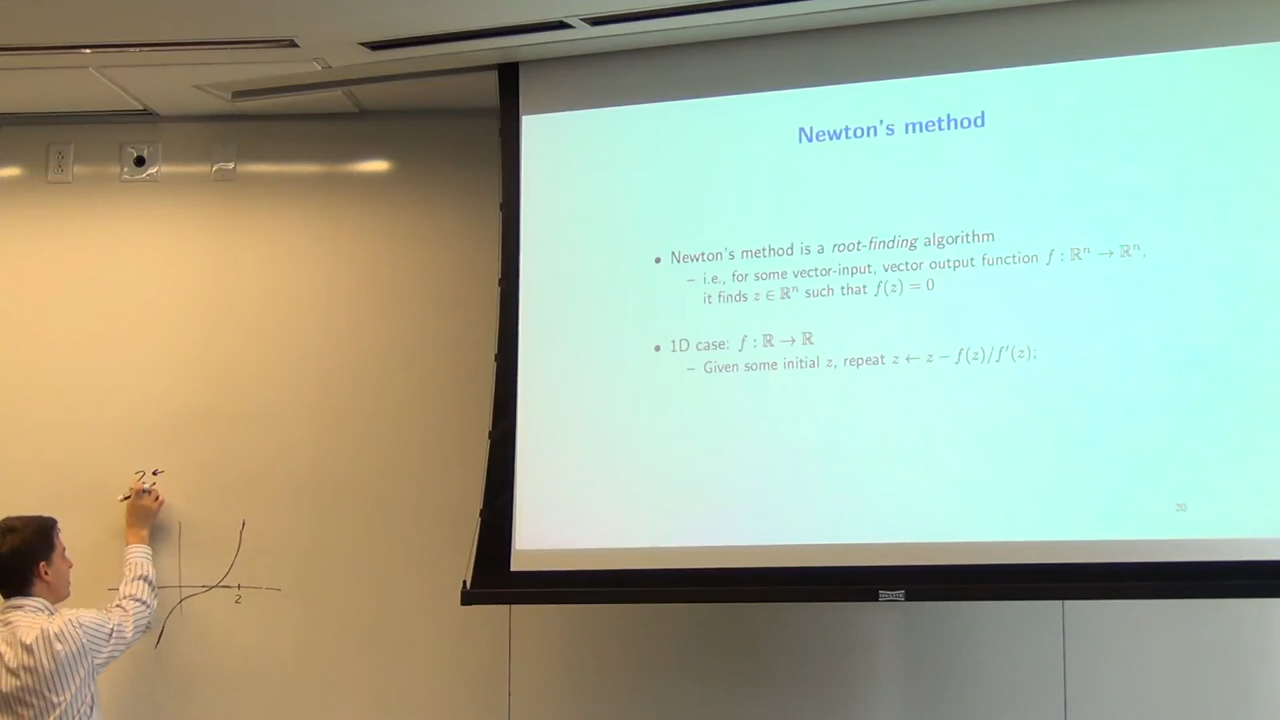 Newton's method
• Newton's method is a root-finding algorithm
– i.e., for some vector-input, vector output function f : ℝⁿ → ℝⁿ,
it finds z ∈ ℝⁿ such that f(z) = 0
• 1D case: f : ℝ → ℝ
– Given some initial z, repeat z ← z − f(z)/f′(z);
20
z ←
z